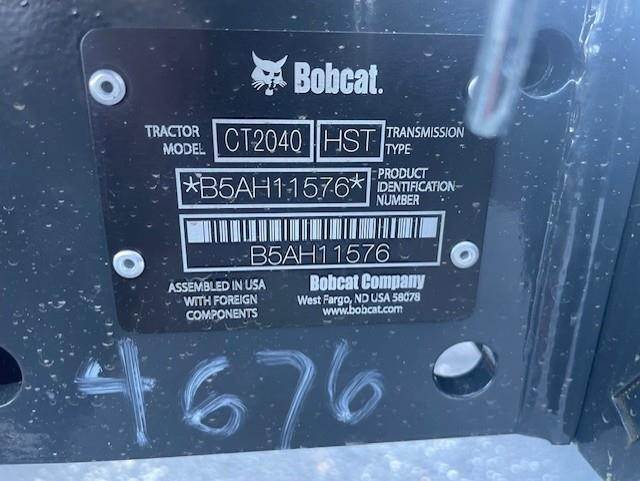 Bobcat.
TRACTOR MODEL CT2040 HST TRANSMISSION TYPE
*B5AH11576* PRODUCT IDENTIFICATION NUMBER
B5AH11576
ASSEMBLED IN USA
WITH FOREIGN
COMPONENTS
Bobcat Company
West Fargo, ND USA 58078
www.bobcat.com
4676